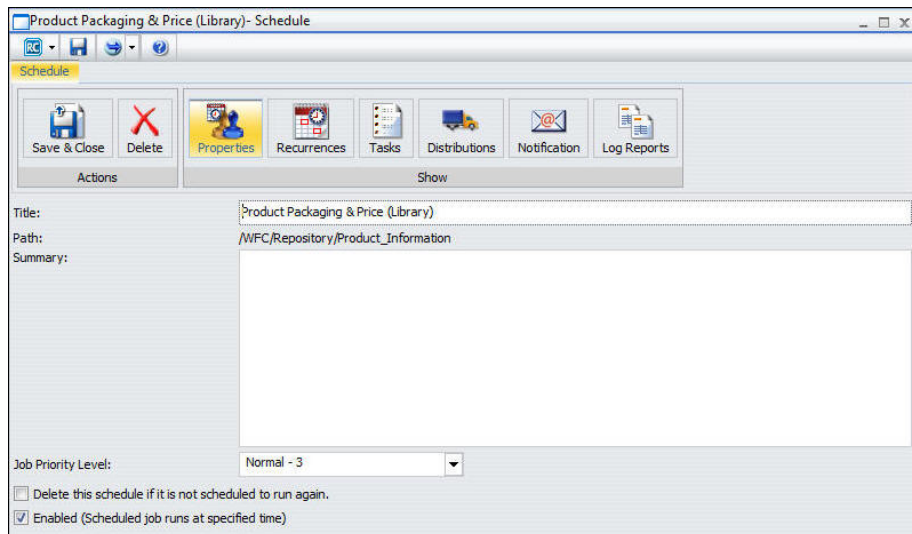 Product Packaging & Price (Library)- Schedule
RC
Schedule
Save & Close Delete Properties Recurrences Tasks Distributions Notification Log Reports
Actions Show
Title: Product Packaging & Price (Library)
Path: /WFC/Repository/Product_Information
Summary:
Job Priority Level: Normal - 3
Delete this schedule if it is not scheduled to run again.
Enabled (Scheduled job runs at specified time)